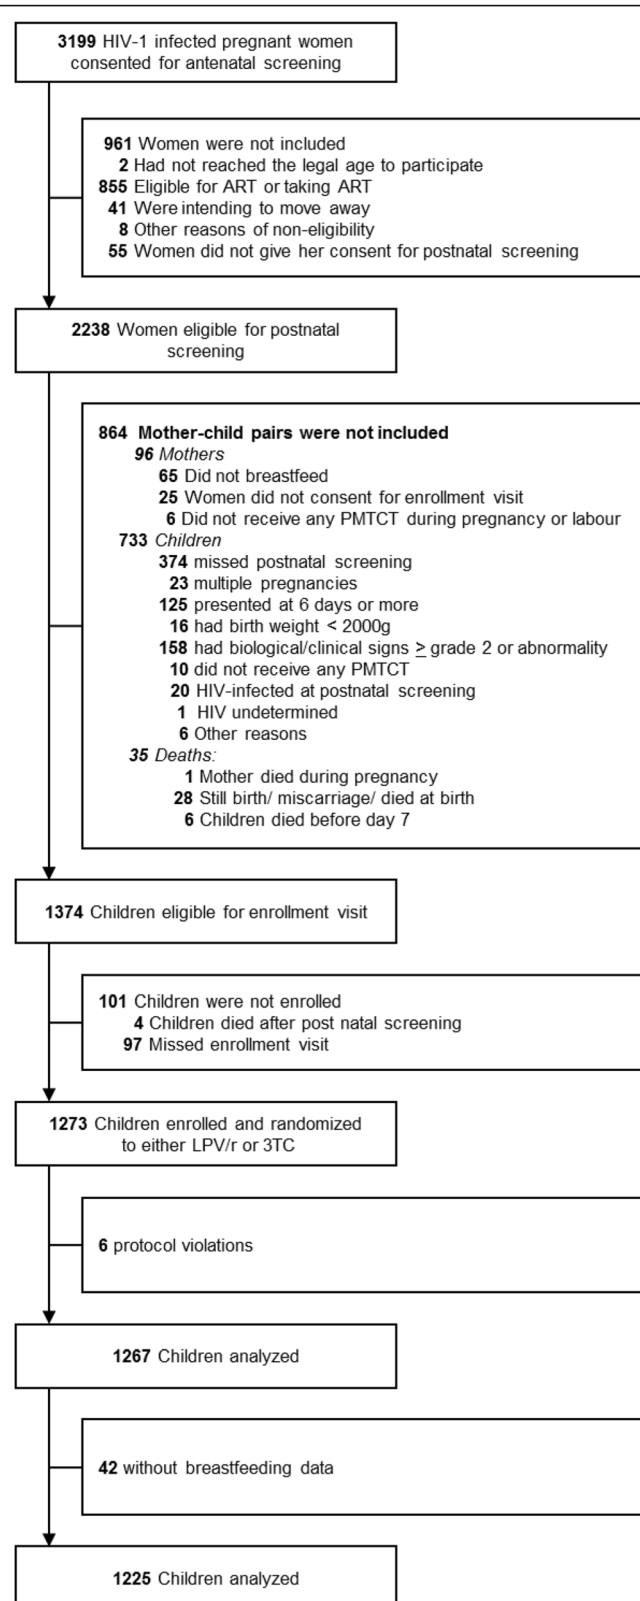 3199 HIV-1 infected pregnant women
consented for antenatal screening
961 Women were not included
2 Had not reached the legal age to participate
855 Eligible for ART or taking ART
41 Were intending to move away
8 Other reasons of non-eligibility
55 Women did not give her consent for postnatal screening
2238 Women eligible for postnatal
screening
864 Mother-child pairs were not included
96 Mothers
65 Did not breastfeed
25 Women did not consent for enrollment visit
6 Did not receive any PMTCT during pregnancy or labour
733 Children
374 missed postnatal screening
23 multiple pregnancies
125 presented at 6 days or more
16 had birth weight < 2000g
158 had biological/clinical signs ≥ grade 2 or abnormality
10 did not receive any PMTCT
20 HIV-infected at postnatal screening
1 HIV undetermined
6 Other reasons
35 Deaths:
1 Mother died during pregnancy
28 Still birth/ miscarriage/ died at birth
6 Children died before day 7
1374 Children eligible for enrollment visit
101 Children were not enrolled
4 Children died after post natal screening
97 Missed enrollment visit
1273 Children enrolled and randomized
to either LPV/r or 3TC
6 protocol violations
1267 Children analyzed
42 without breastfeeding data
1225 Children analyzed